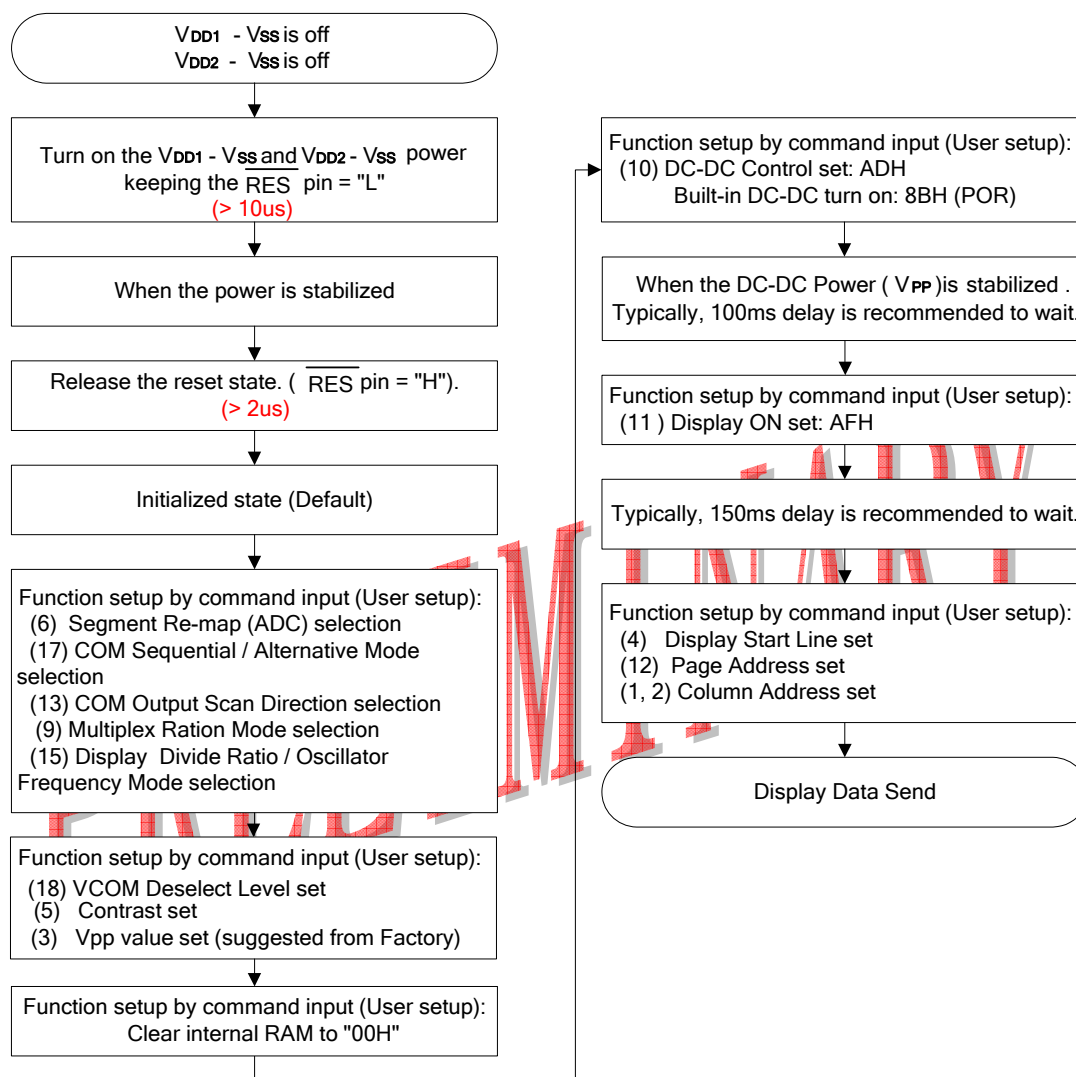 VDD1 - VSS is off
VDD2 - VSS is off
Turn on the VDD1 - VSS and VDD2 - VSS power
keeping the RES pin = "L"
(> 10us)
When the power is stabilized
Release the reset state. ( RES pin = "H").
(> 2us)
Initialized state (Default)
Function setup by command input (User setup):
(6) Segment Re-map (ADC) selection
(17) COM Sequential / Alternative Mode
selection
(13) COM Output Scan Direction selection
(9) Multiplex Ration Mode selection
(15) Display Divide Ratio / Oscillator
Frequency Mode selection
Function setup by command input (User setup):
(18) VCOM Deselect Level set
(5) Contrast set
(3) Vpp value set (suggested from Factory)
Function setup by command input (User setup):
Clear internal RAM to "00H"
Function setup by command input (User setup):
(10) DC-DC Control set: ADH
Built-in DC-DC turn on: 8BH (POR)
When the DC-DC Power ( VPP )is stabilized .
Typically, 100ms delay is recommended to wait.
Function setup by command input (User setup):
(11 ) Display ON set: AFH
Typically, 150ms delay is recommended to wait.
Function setup by command input (User setup):
(4) Display Start Line set
(12) Page Address set
(1, 2) Column Address set
Display Data Send
PRELIMINARY